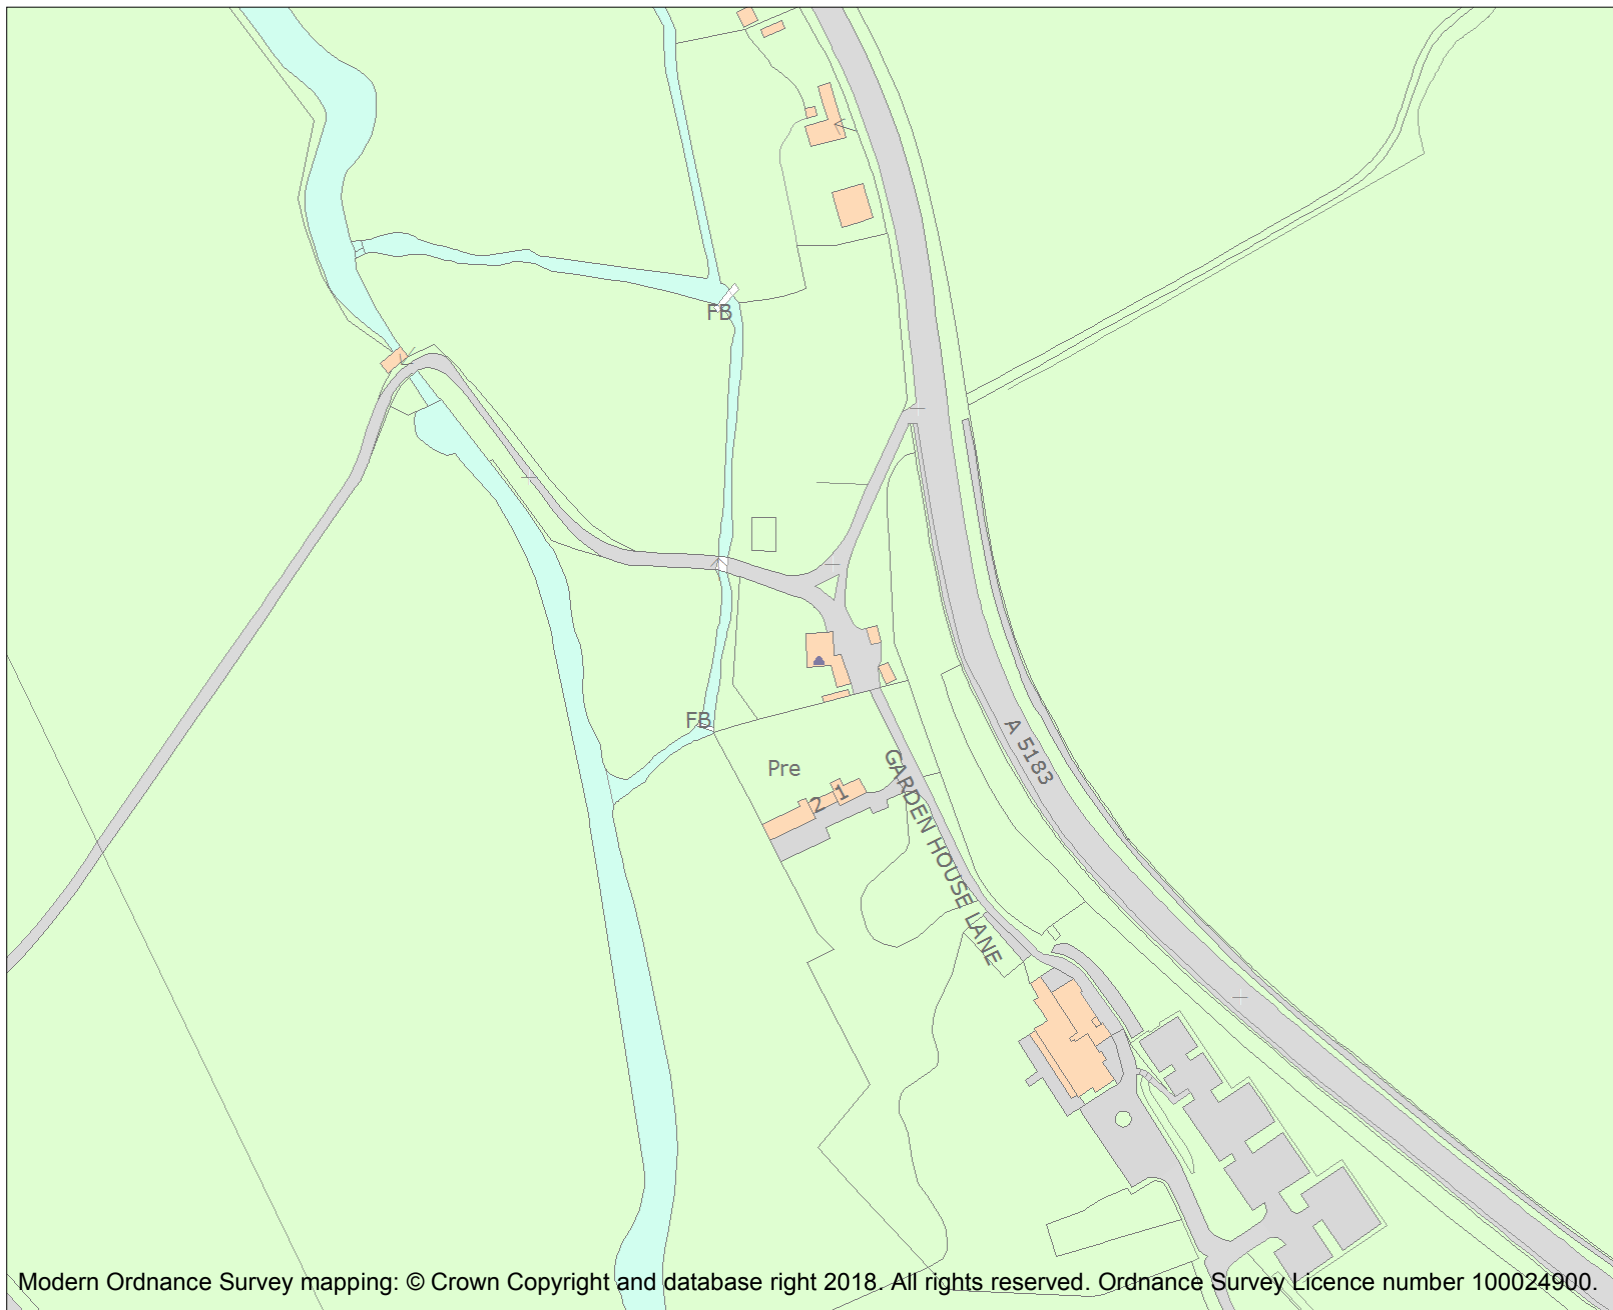 FB
FB
A 5183
Pre
2 1
GARDEN HOUSE LANE
Modern Ordnance Survey mapping: © Crown Copyright and database right 2018. All rights reserved. Ordnance Survey Licence number 100024900.